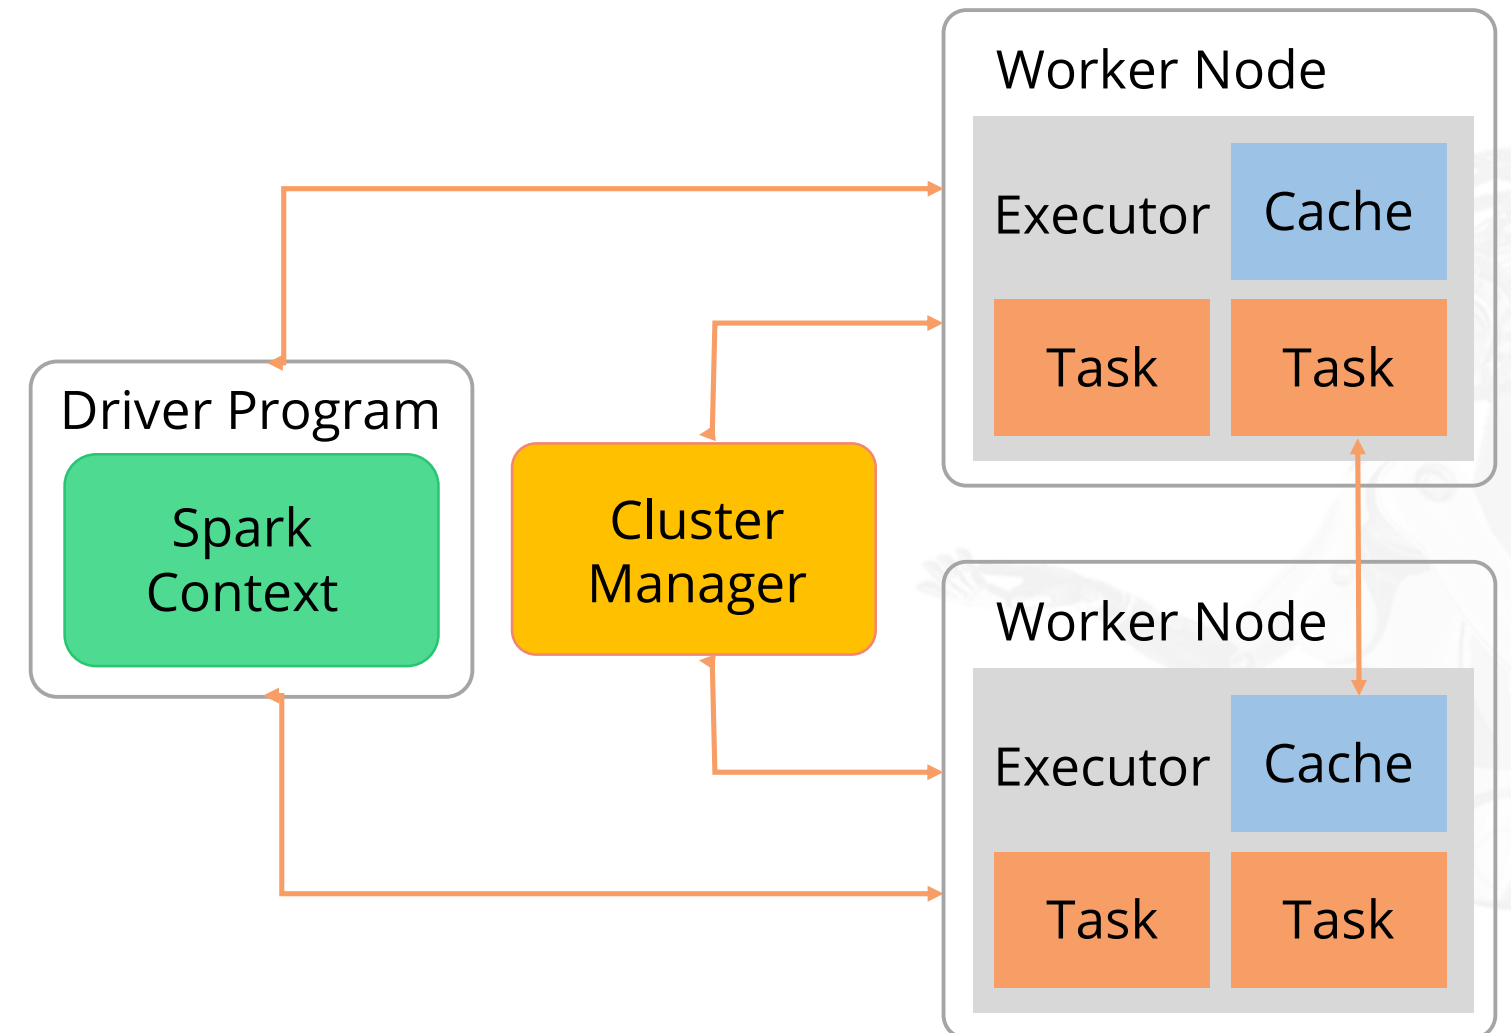 Driver Program
Spark
Context
Cluster
Manager
Worker Node
Executor
Cache
Task
Task
Worker Node
Executor
Cache
Task
Task